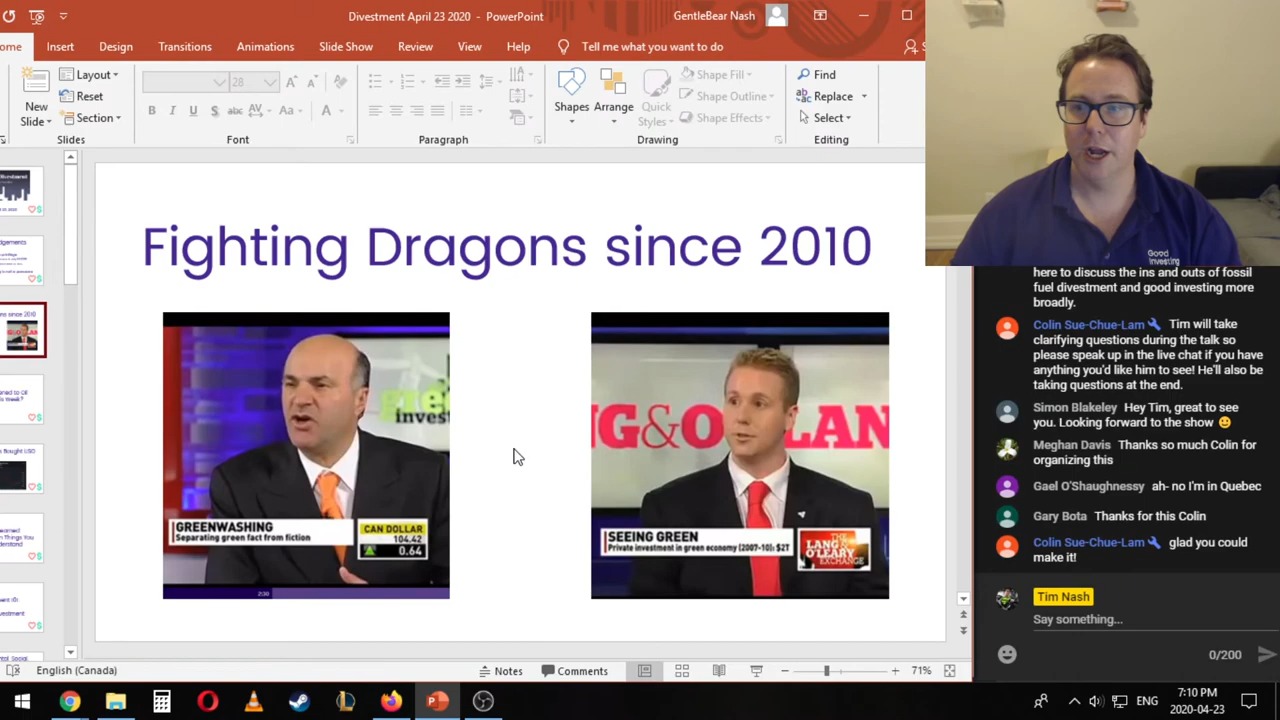 Divestment April 23 2020 - PowerPoint
GentleBear Nash
Insert
Design
Transitions
Animations
Slide Show
Review
View
Help
Tell me what you want to do
New
Slide
Layout
Reset
Section
Slides
28
B I U S abc AV Aa A
Font
Paragraph
Shapes
Arrange
Quick
Styles
Shape Fill
Shape Outline
Shape Effects
Drawing
Find
Replace
Select
Editing
Good
Investing
Fighting Dragons since 2010
GREENWASHING
Separating green fact from fiction
CAN DOLLAR
104.42
0.64
2:30
SEEING GREEN
Private investment in green economy (2007-10): $2T
THE
LANG &
O'LEARY
EXCHANGE
here to discuss the ins and outs of fossil
fuel divestment and good investing more
broadly.
Colin Sue-Chue-Lam Tim will take
clarifying questions during the talk so
please speak up in the live chat if you have
anything you'd like him to see! He'll also be
taking questions at the end.
Simon Blakeley Hey Tim, great to see
you. Looking forward to the show
Meghan Davis Thanks so much Colin for
organizing this
Gael O'Shaughnessy ah- no I'm in Quebec
Gary Bota Thanks for this Colin
Colin Sue-Chue-Lam glad you could
make it!
Tim Nash
Say something...
0/200
English (Canada)
Notes
Comments
71%
ENG
7:10 PM
2020-04-23